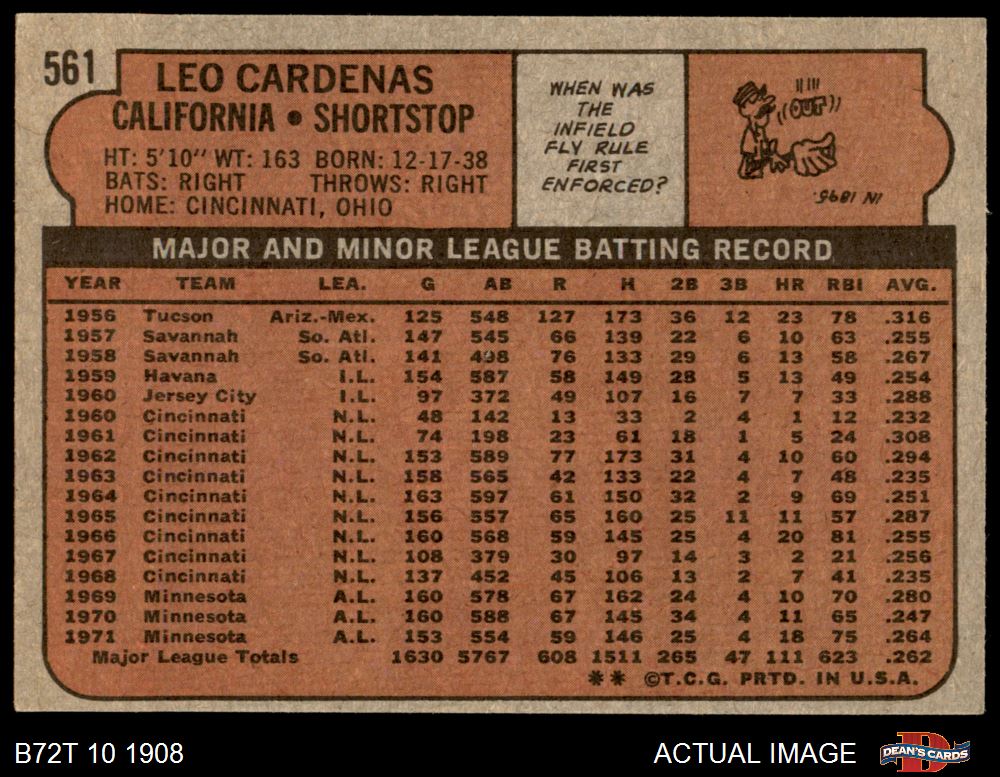 561
LEO CARDENAS
CALIFORNIA • SHORTSTOP
HT: 5'10" WT: 163 BORN: 12-17-38
BATS: RIGHT THROWS: RIGHT
HOME: CINCINNATI, OHIO
WHEN WAS
THE
INFIELD
FLY RULE
FIRST
ENFORCED?
OUT
IN 1895.
MAJOR AND MINOR LEAGUE BATTING RECORD
YEAR TEAM LEA. G AB R H 2B 3B HR RBI AVG.
1956 Tucson Ariz.-Mex. 125 548 127 173 36 12 23 78 .316
1957 Savannah So. Atl. 147 545 66 139 22 6 10 63 .255
1958 Savannah So. Atl. 141 498 76 133 29 6 13 58 .267
1959 Havana I.L. 154 587 58 149 28 5 13 49 .254
1960 Jersey City I.L. 97 372 49 107 16 7 7 33 .288
1960 Cincinnati N.L. 48 142 13 33 2 4 1 12 .232
1961 Cincinnati N.L. 74 198 23 61 18 1 5 24 .308
1962 Cincinnati N.L. 153 589 77 173 31 4 10 60 .294
1963 Cincinnati N.L. 158 565 42 133 22 4 7 48 .235
1964 Cincinnati N.L. 163 597 61 150 32 2 9 69 .251
1965 Cincinnati N.L. 156 557 65 160 25 11 11 57 .287
1966 Cincinnati N.L. 160 568 59 145 25 4 20 81 .255
1967 Cincinnati N.L. 108 379 30 97 14 3 2 21 .256
1968 Cincinnati N.L. 137 452 45 106 13 2 7 41 .235
1969 Minnesota A.L. 160 578 67 162 24 4 10 70 .280
1970 Minnesota A.L. 160 588 67 145 34 4 11 65 .247
1971 Minnesota A.L. 153 554 59 146 25 4 18 75 .264
Major League Totals 1630 5767 608 1511 265 47 111 623 .262
** ©T.C.G. PRTD. IN U.S.A.
B72T 10 1908
ACTUAL IMAGE
D
DEAN'S CARDS